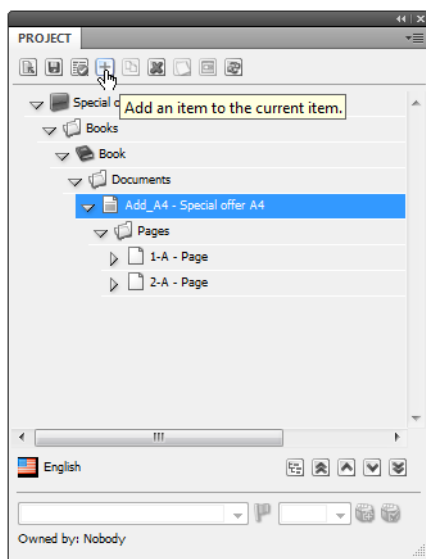 PROJECT
Special o
Add an item to the current item.
Books
Book
Documents
Add_A4 - Special offer A4
Pages
1-A - Page
2-A - Page
English
Owned by: Nobody